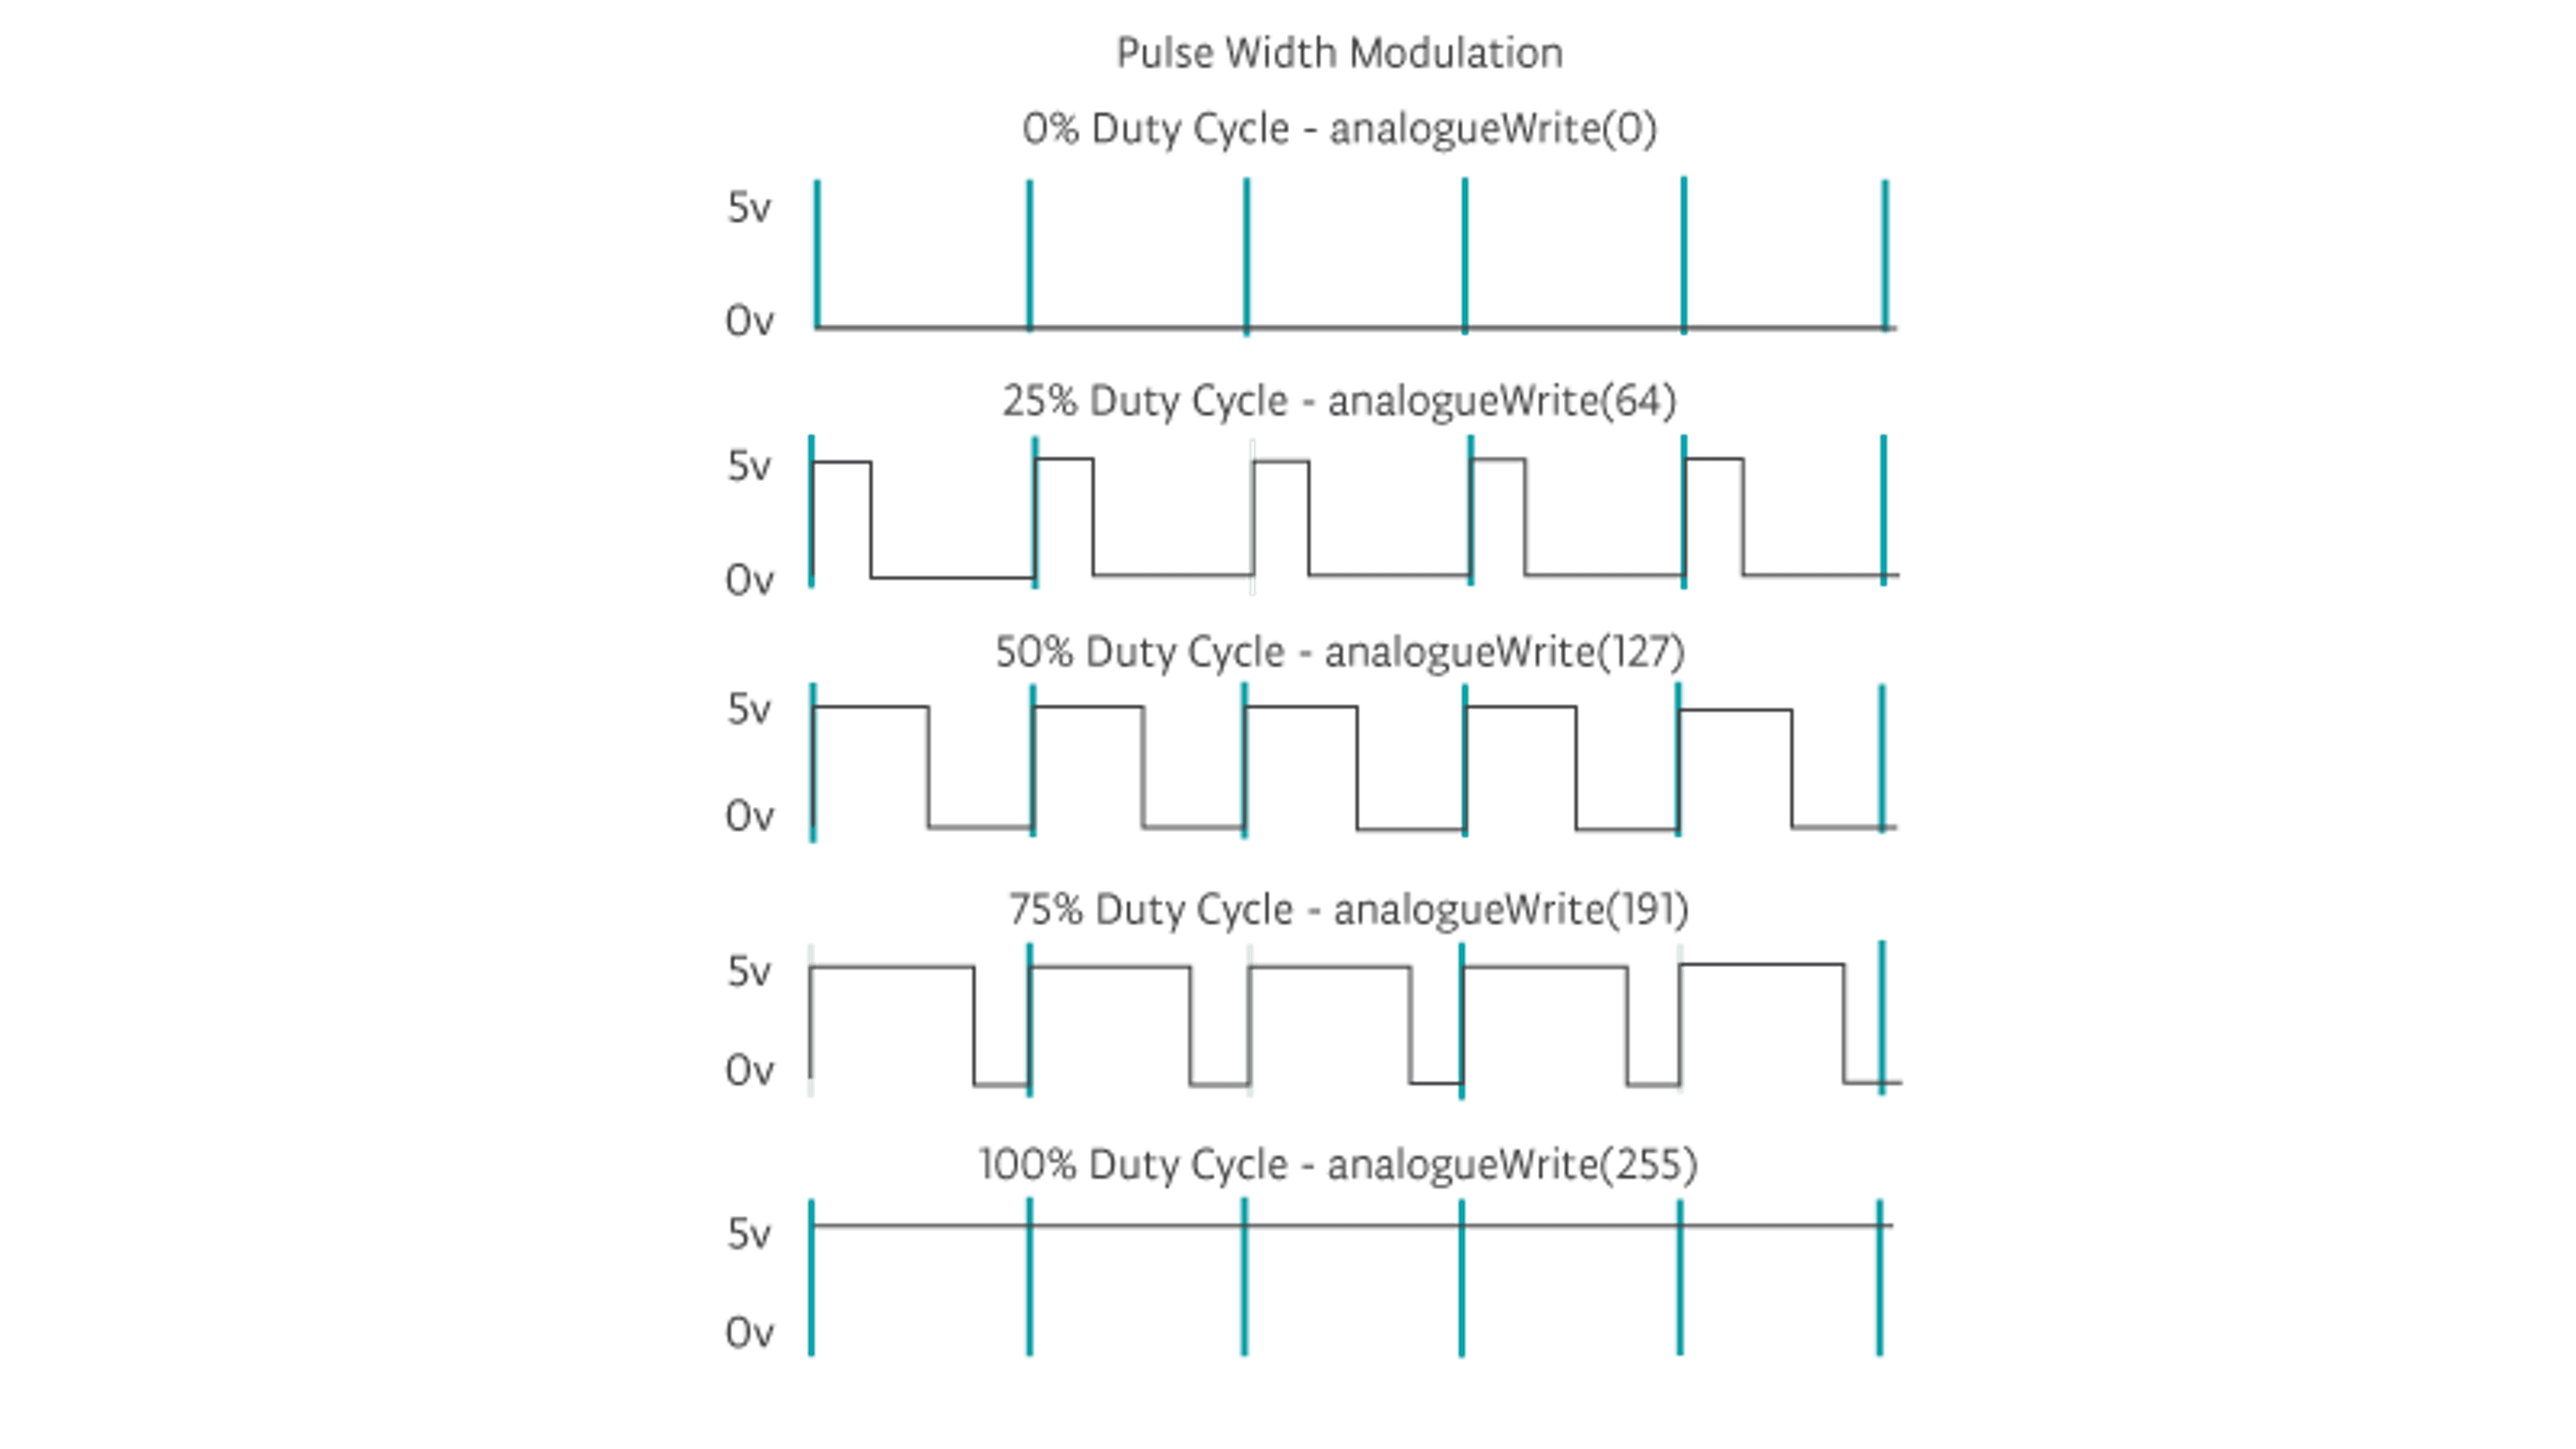 Pulse Width Modulation
0% Duty Cycle - analogueWrite(0)
5v
0v
25% Duty Cycle - analogueWrite(64)
5v
0v
50% Duty Cycle - analogueWrite(127)
5v
0v
75% Duty Cycle - analogueWrite(191)
5v
0v
100% Duty Cycle - analogueWrite(255)
5v
0v